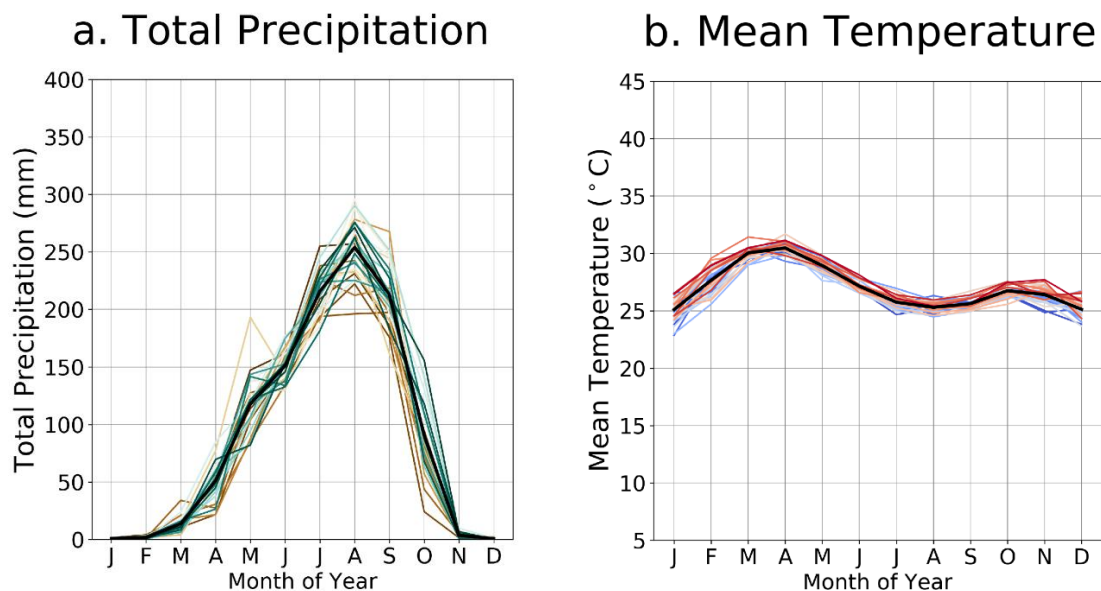 a. Total Precipitation
Total Precipitation (mm)
400
350
300
250
200
150
100
50
0
J F M A M J J A S O N D
Month of Year
b. Mean Temperature
Mean Temperature (°C)
45
40
35
30
25
20
15
10
5
J F M A M J J A S O N D
Month of Year